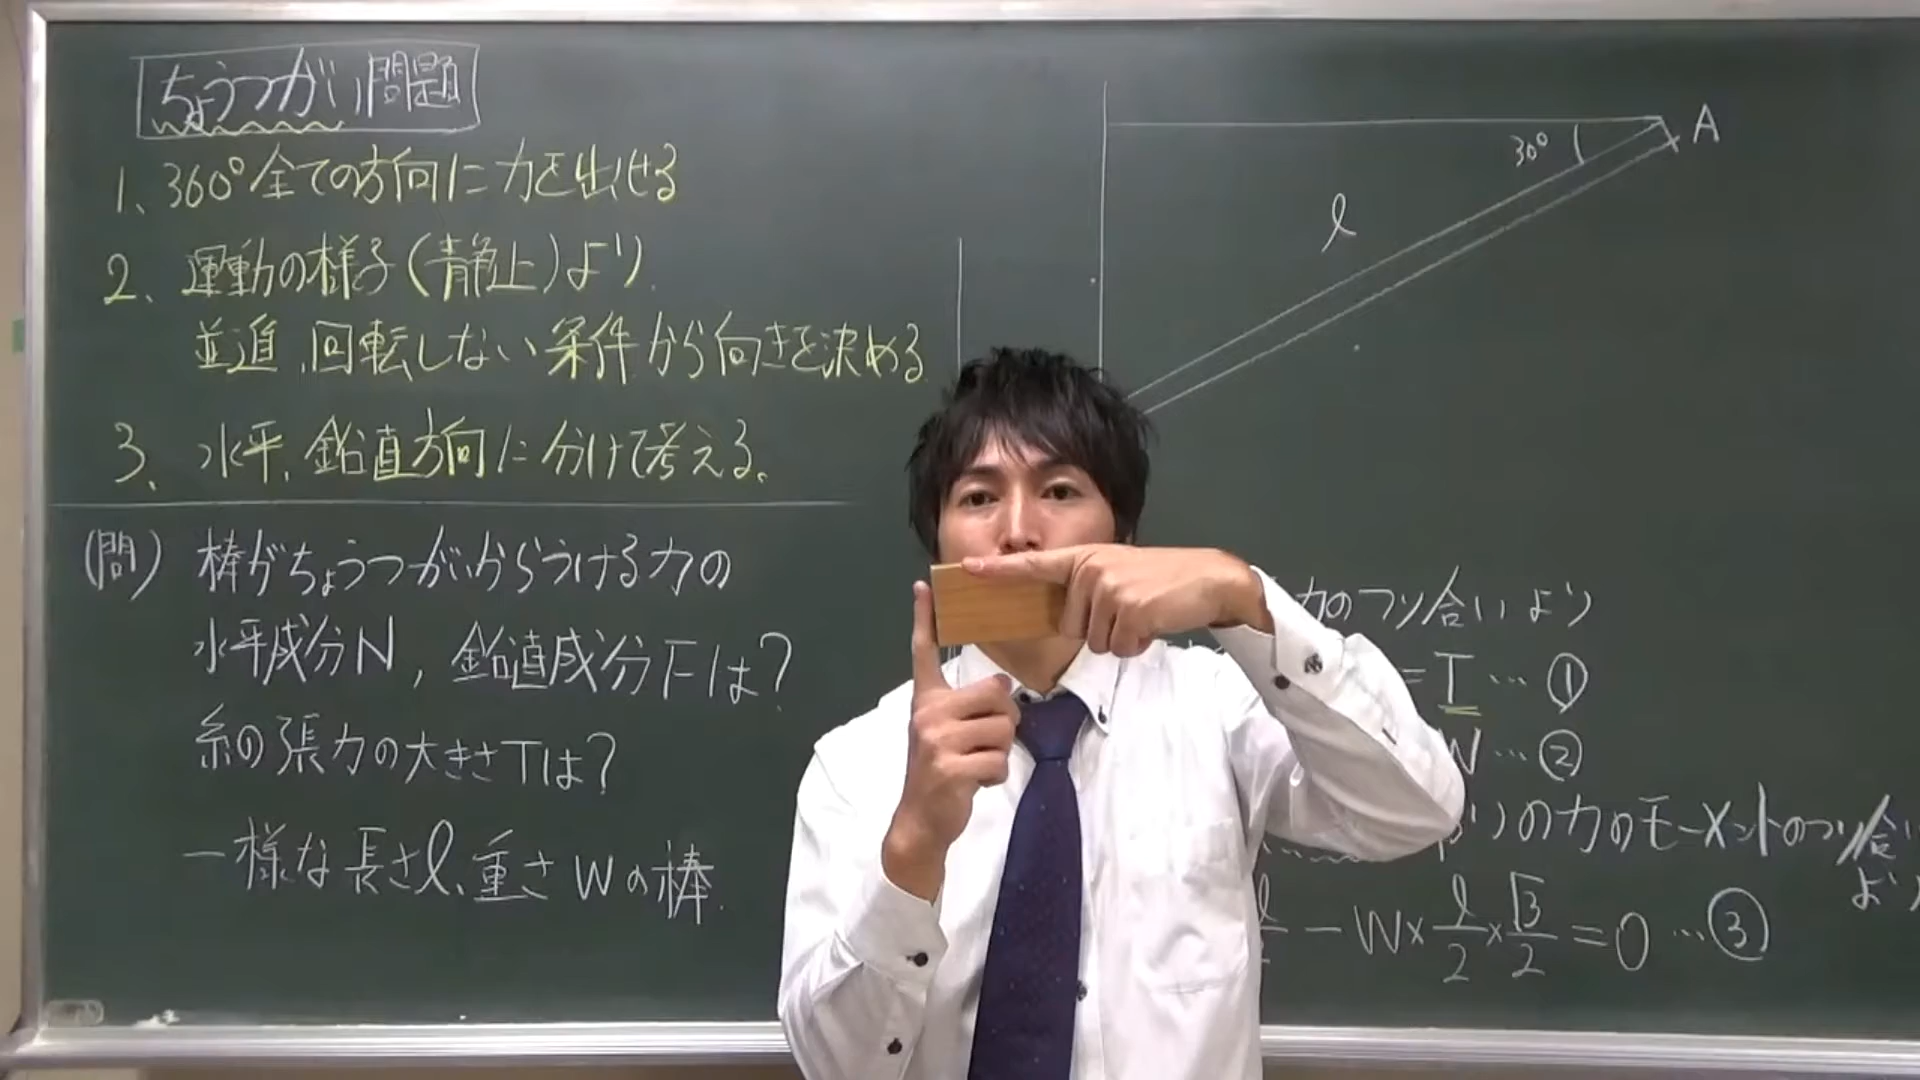 ちょうつがい問題
1、360°全ての方向に力を出せる
2、運動の様子(静止)より
並進、回転しない条件から向きを決める
3、水平、鉛直方向に分けて考える。
(問) 棒がちょうつがいからうける力の
水平成分N, 鉛直成分Fは?
糸の張力の大きさTは?
一様な長さl、重さWの棒.
A
30°
l
力のつり合いより
=T…①
…②
りの力のモーメントのつり合い
より
-W×l/2×√3/2=0…③